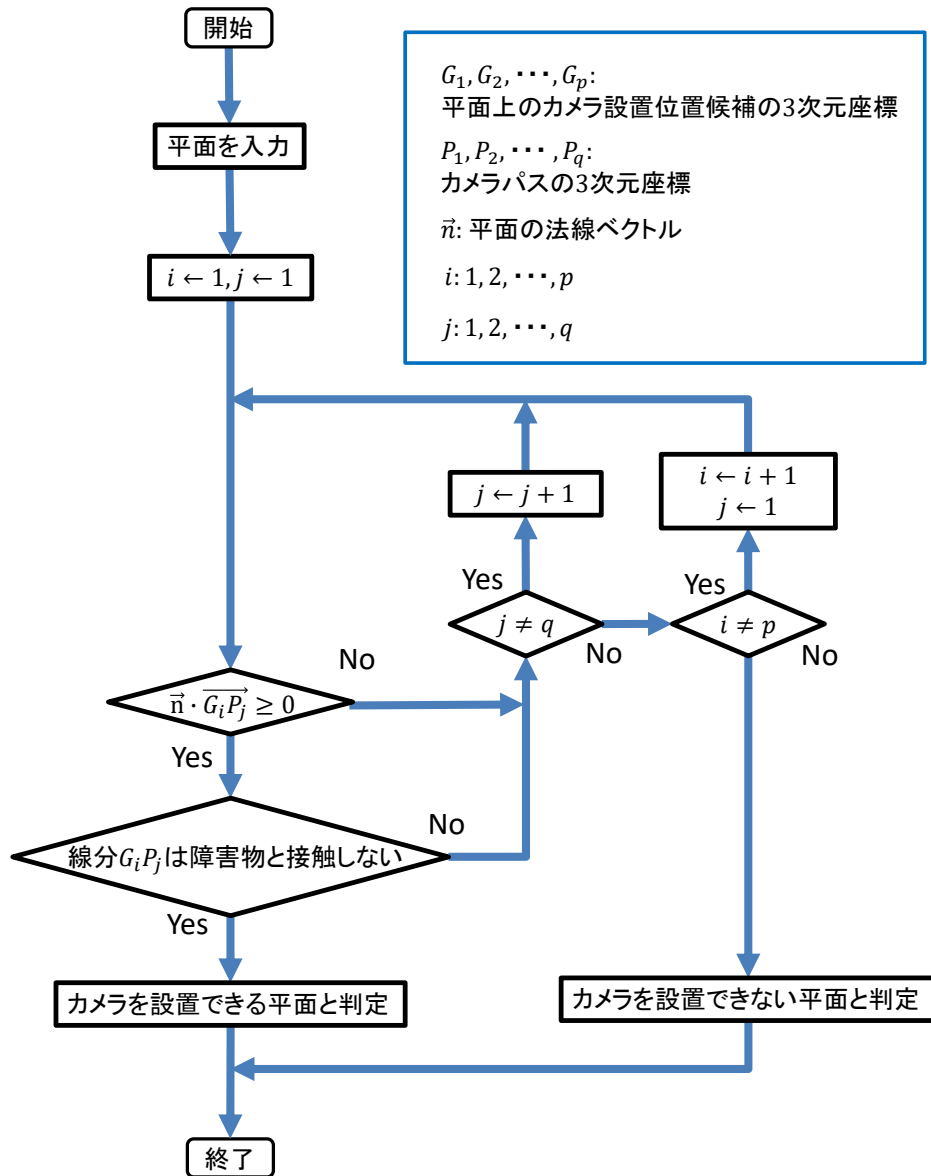 開始
平面を入力
i ← 1, j ← 1
G₁, G₂, ・・・, Gₚ:
平面上のカメラ設置位置候補の3次元座標
P₁, P₂, ・・・, P_q:
カメラパスの3次元座標
n⃗: 平面の法線ベクトル
i: 1, 2, ・・・, p
j: 1, 2, ・・・, q
j ← j + 1
i ← i + 1
j ← 1
Yes
Yes
j ≠ q
i ≠ p
No
No
No
n⃗ · \overrightarrow{GᵢPⱼ} ≥ 0
Yes
No
線分GᵢPⱼは障害物と接触しない
Yes
カメラを設置できる平面と判定
カメラを設置できない平面と判定
終了